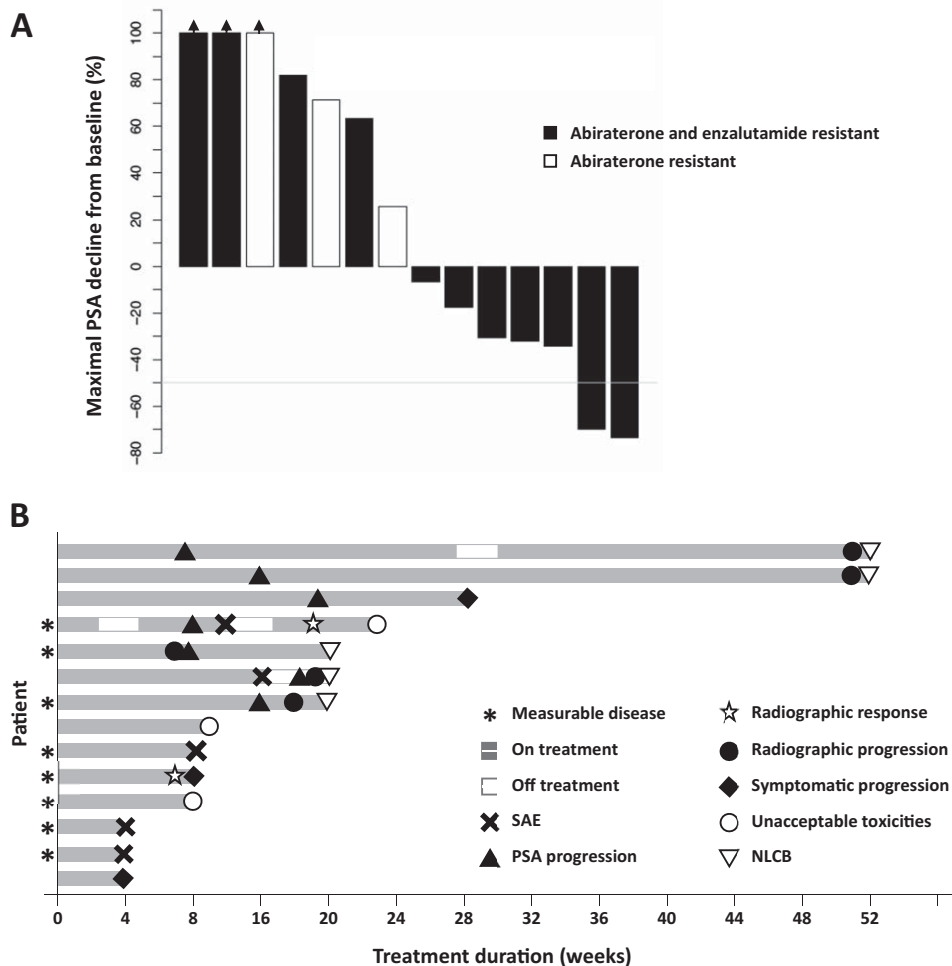 A
Maximal PSA decline from baseline (%)
100
80
60
40
20
0
-20
-40
-60
-80
Abiraterone and enzalutamide resistant
Abiraterone resistant
B
Patient
*
*
*
*
*
*
*
*
* Measurable disease
On treatment
Off treatment
SAE
PSA progression
Radiographic response
Radiographic progression
Symptomatic progression
Unacceptable toxicities
NLCB
0 4 8 12 16 20 24 28 32 36 40 44 48 52
Treatment duration (weeks)